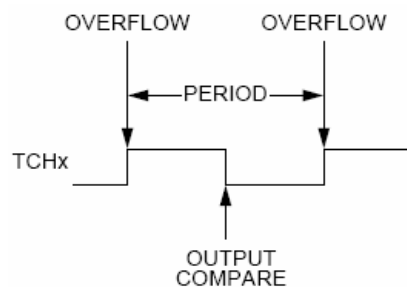 OVERFLOW OVERFLOW
PERIOD
TCHx
OUTPUT
COMPARE